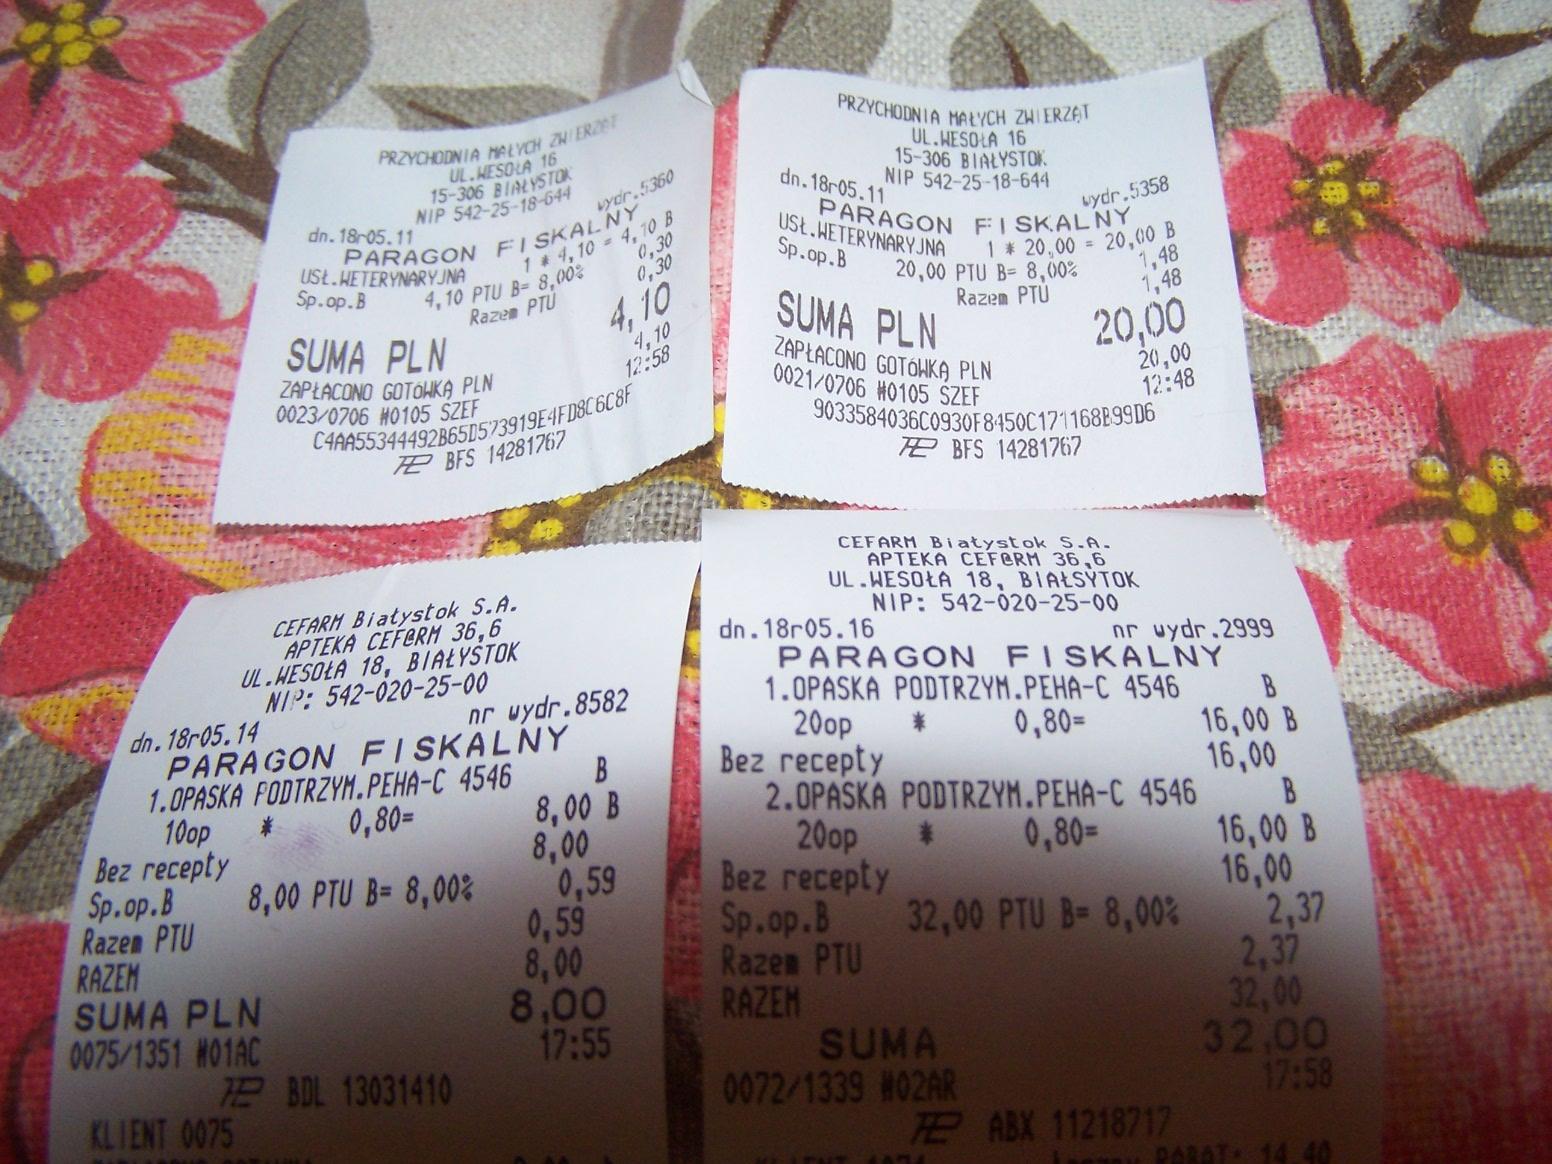 PRZYCHODNIA MAŁYCH ZWIERZĄT
UL.WESOŁA 16
15-306 BIAŁYSTOK
NIP 542-25-18-644
dn.18r05.11 wydr.5360
PARAGON FISKALNY
USŁ.WETERYNARYJNA 1 * 4,10 = 4,10 B
Sp.op.B 4,10 PTU B= 8,00% 0,30
Razem PTU 0,30
SUMA PLN 4,10
ZAPŁACONO GOTÓWKĄ PLN 4,10
0023/0706 #0105 SZEF 12:58
C4AA55344492B65D573919E4FD8C6C8F
BFS 14281767
PRZYCHODNIA MAŁYCH ZWIERZĄT
UL.WESOŁA 16
15-306 BIAŁYSTOK
NIP 542-25-18-644
dn.18r05.11 wydr.5358
PARAGON FISKALNY
USŁ.WETERYNARYJNA 1 * 20,00 = 20,00 B
Sp.op.B 20,00 PTU B= 8,00% 1,48
Razem PTU 1,48
SUMA PLN 20,00
ZAPŁACONO GOTÓWKĄ PLN 20,00
0021/0706 #0105 SZEF 12:48
9033584036C0930F8450C171168B99D6
BFS 14281767
CEFARM Białystok S.A.
APTEKA CEF@RM 36,6
UL.WESOŁA 18, BIAŁYSTOK
NIP: 542-020-25-00
dn.18r05.14 nr wydr.8582
PARAGON FISKALNY
1.OPASKA PODTRZYM.PEHA-C 4546 B
10op * 0,80= 8,00 B
Bez recepty 8,00
Sp.op.B 8,00 PTU B= 8,00% 0,59
Razem PTU 0,59
RAZEM 8,00
SUMA PLN 8,00
0075/1351 #01AC 17:55
BDL 13031410
KLIENT 0075
CEFARM Białystok S.A.
APTEKA CEF@RM 36,6
UL.WESOŁA 18, BIAŁSYTOK
NIP: 542-020-25-00
dn.18r05.16 nr wydr.2999
PARAGON FISKALNY
1.OPASKA PODTRZYM.PEHA-C 4546 B
20op * 0,80= 16,00 B
Bez recepty 16,00
2.OPASKA PODTRZYM.PEHA-C 4546 B
20op * 0,80= 16,00 B
Bez recepty 16,00
Sp.op.B 32,00 PTU B= 8,00% 2,37
Razem PTU 2,37
RAZEM 32,00
SUMA 32,00
0072/1339 #02AR 17:58
ABX 11218717